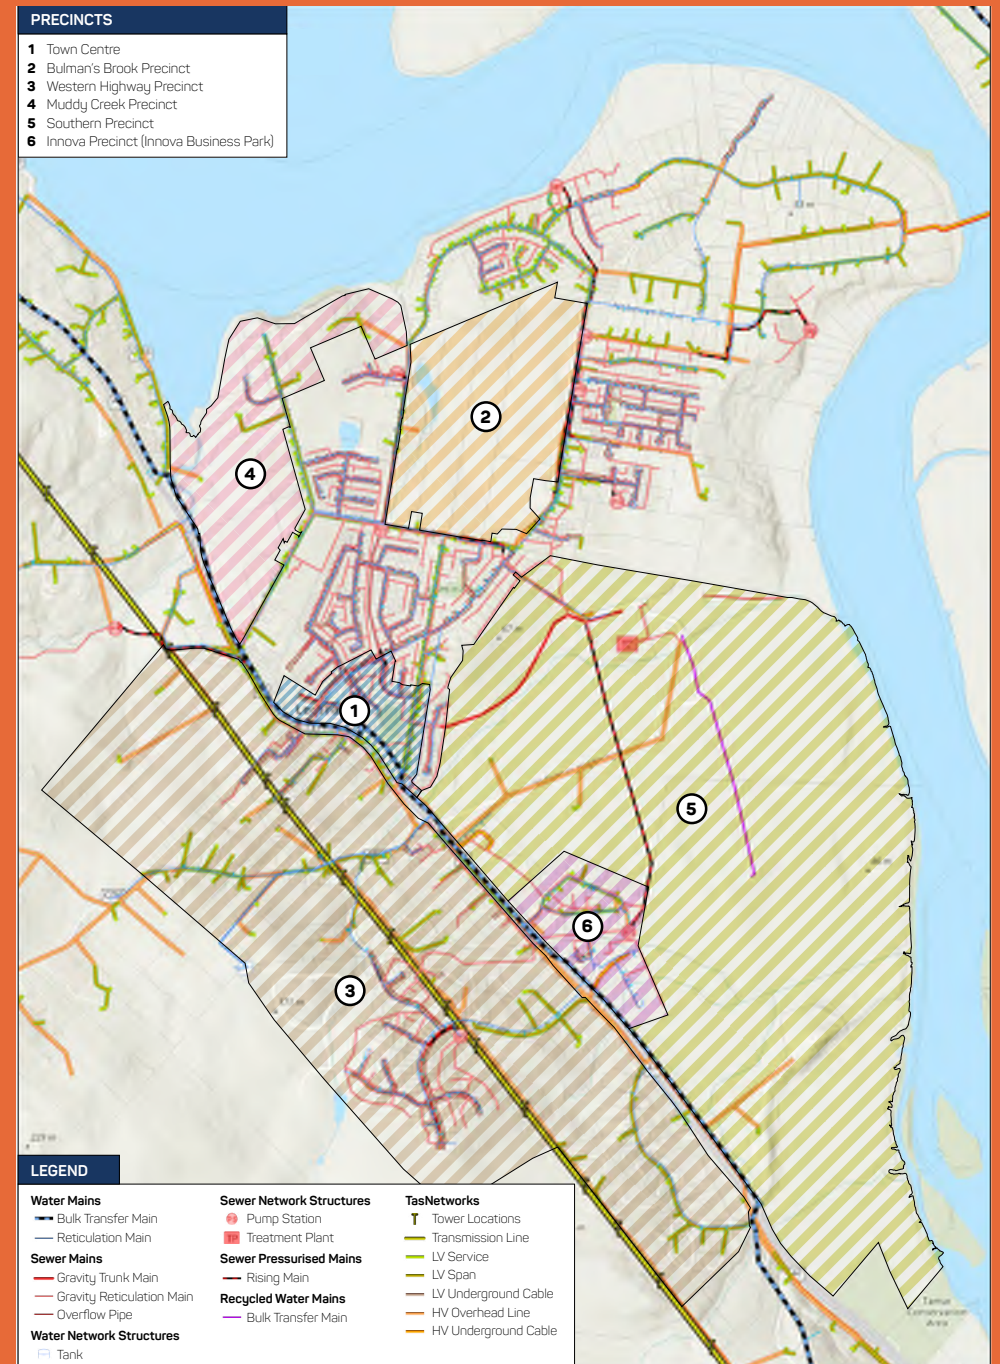 PRECINCTS
1 Town Centre
2 Bulman's Brook Precinct
3 Western Highway Precinct
4 Muddy Creek Precinct
5 Southern Precinct
6 Innova Precinct (Innova Business Park)
2
4
1
5
6
3
TP
Tamar
Conservation
Area
LEGEND
Water Mains
Bulk Transfer Main
Reticulation Main
Sewer Mains
Gravity Trunk Main
Gravity Reticulation Main
Overflow Pipe
Water Network Structures
Tank
Sewer Network Structures
Pump Station
TP Treatment Plant
Sewer Pressurised Mains
Rising Main
Recycled Water Mains
Bulk Transfer Main
TasNetworks
Tower Locations
Transmission Line
LV Service
LV Span
LV Underground Cable
HV Overhead Line
HV Underground Cable